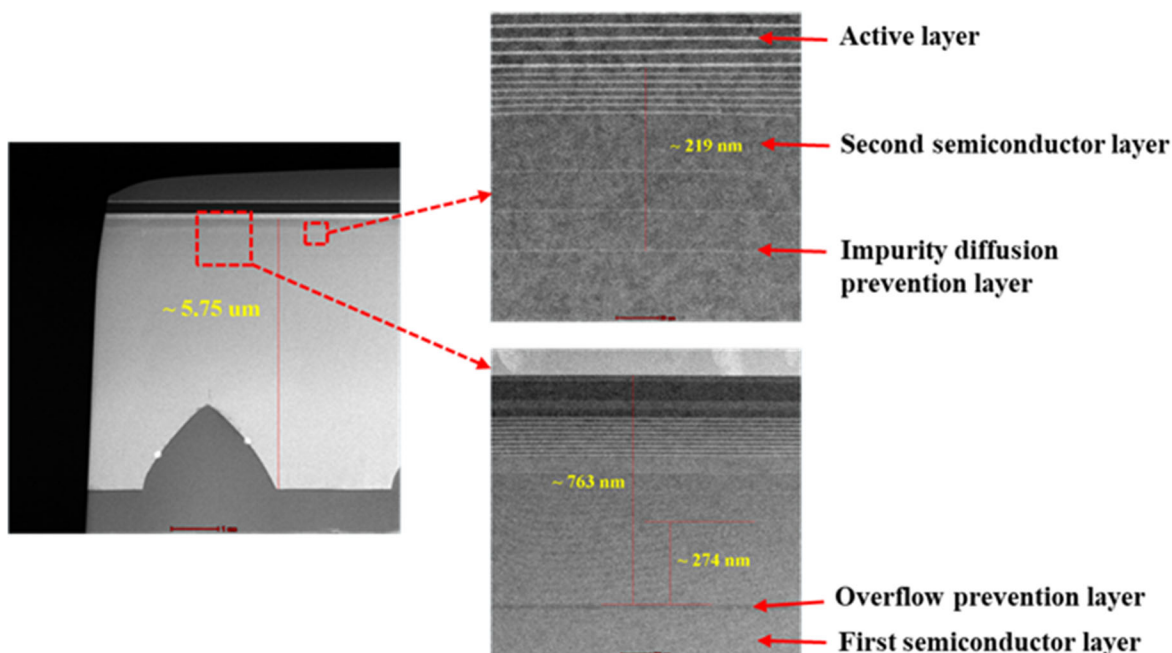 Active layer
~ 219 nm
Second semiconductor layer
Impurity diffusion
prevention layer
~ 5.75 um
~ 763 nm
~ 274 nm
Overflow prevention layer
First semiconductor layer